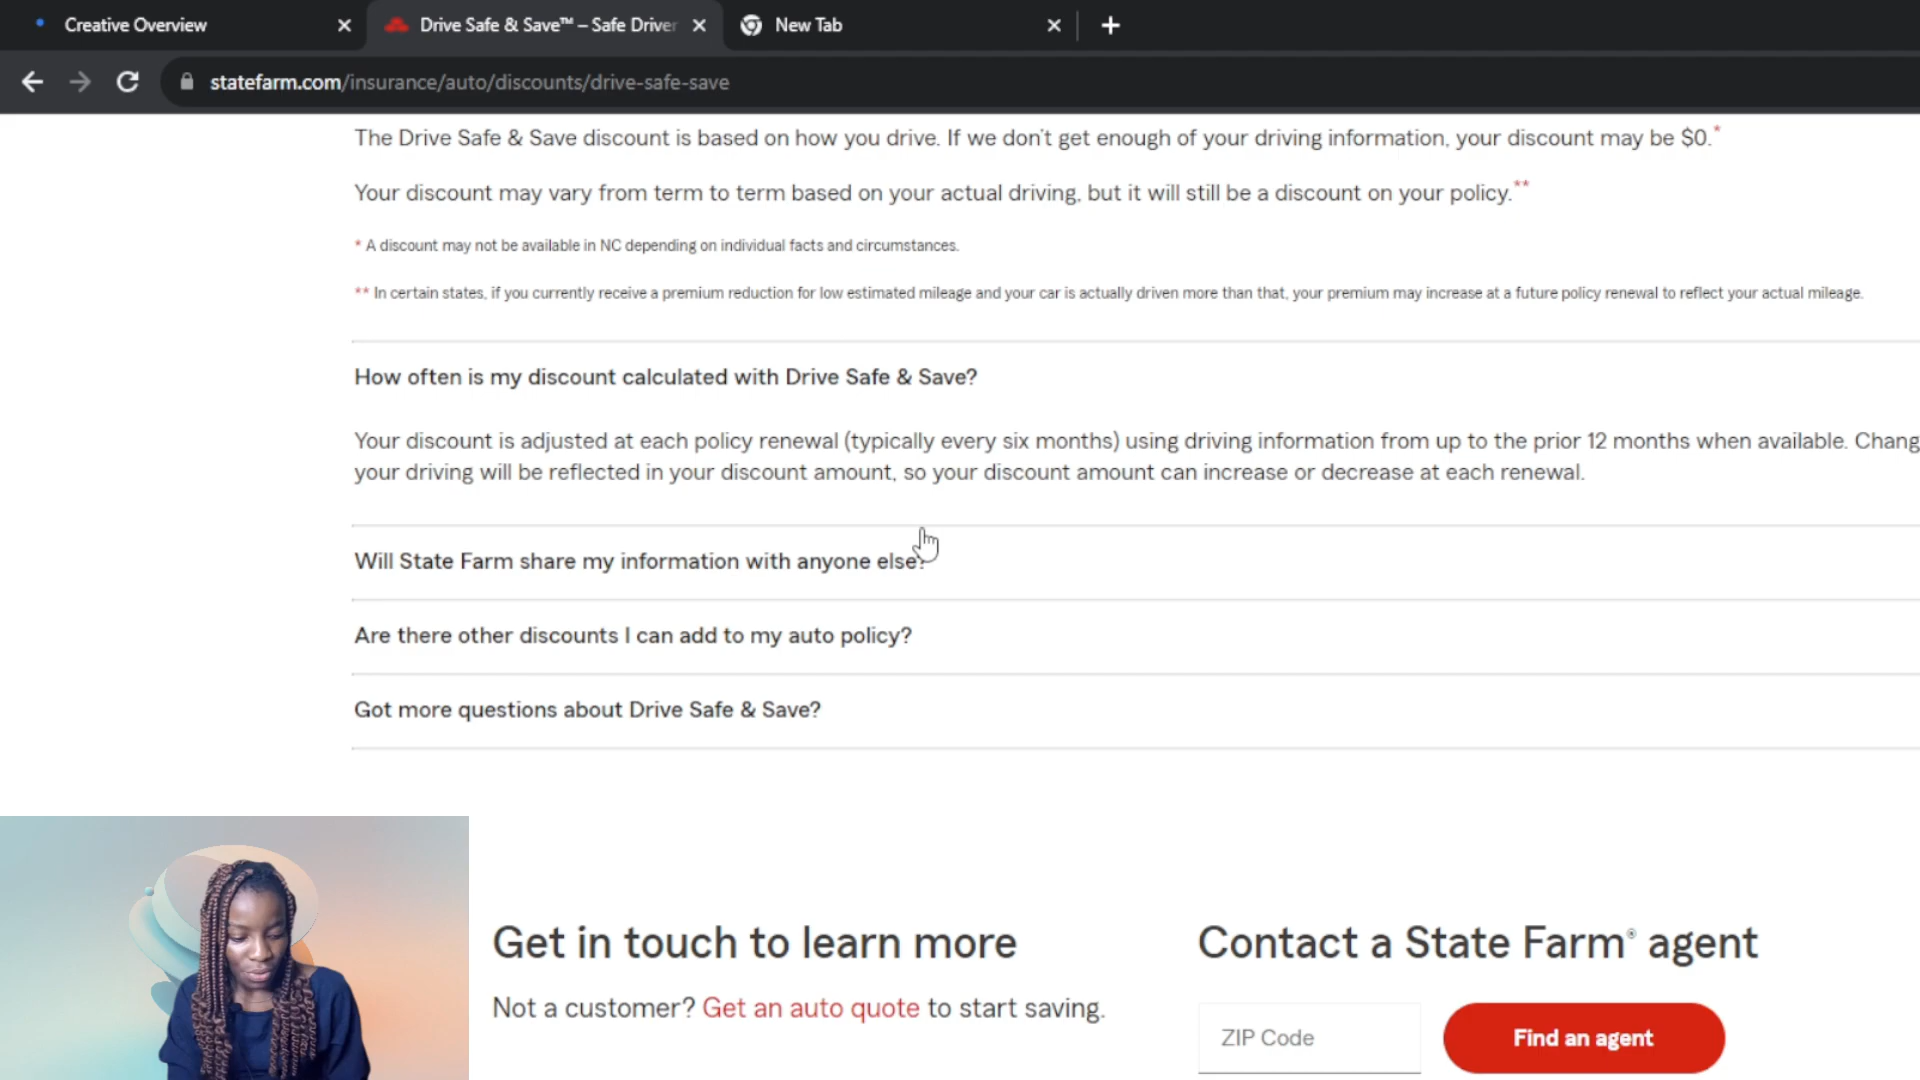 Creative Overview
Drive Safe & Save™ – Safe Driver
New Tab
statefarm.com/insurance/auto/discounts/drive-safe-save
The Drive Safe & Save discount is based on how you drive. If we don't get enough of your driving information, your discount may be $0.*
Your discount may vary from term to term based on your actual driving, but it will still be a discount on your policy.**
* A discount may not be available in NC depending on individual facts and circumstances.
** In certain states, if you currently receive a premium reduction for low estimated mileage and your car is actually driven more than that, your premium may increase at a future policy renewal to reflect your actual mileage.
How often is my discount calculated with Drive Safe & Save?
Your discount is adjusted at each policy renewal (typically every six months) using driving information from up to the prior 12 months when available. Chang
your driving will be reflected in your discount amount, so your discount amount can increase or decrease at each renewal.
Will State Farm share my information with anyone else?
Are there other discounts I can add to my auto policy?
Got more questions about Drive Safe & Save?
Get in touch to learn more
Contact a State Farm® agent
Not a customer? Get an auto quote to start saving.
ZIP Code
Find an agent